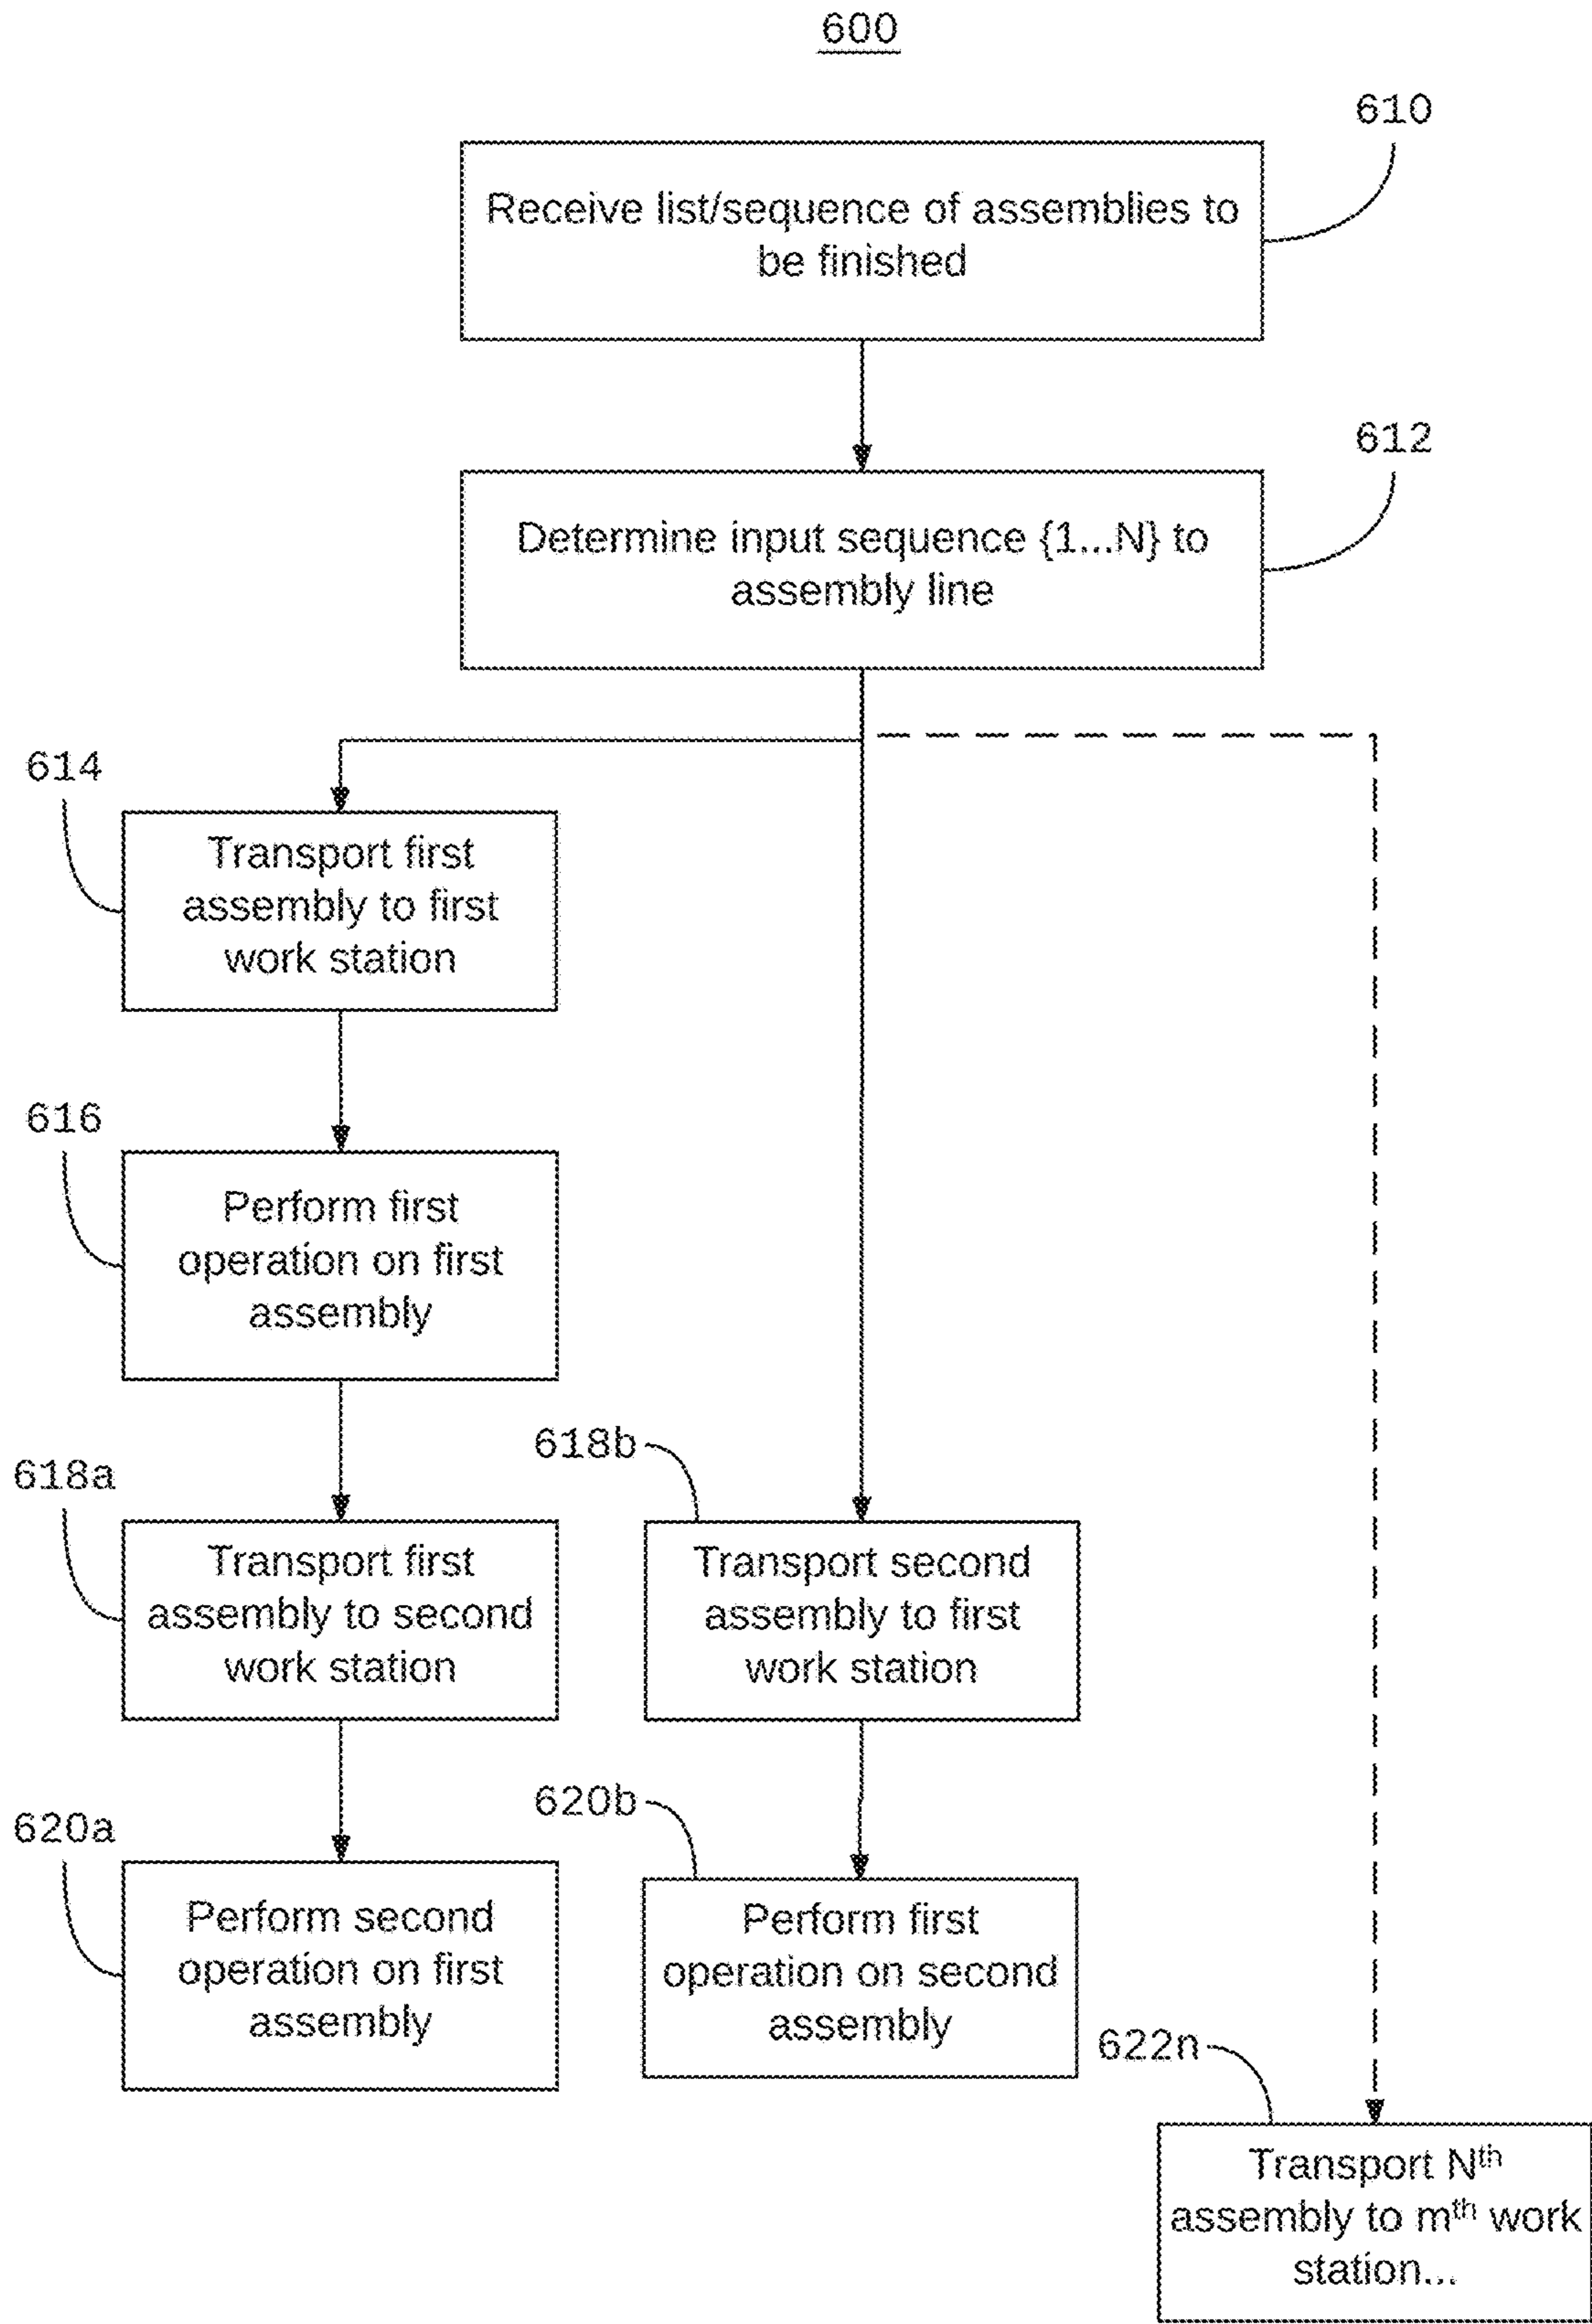 600
610
Receive list/sequence of assemblies to
be finished
612
Determine input sequence {1...N} to
assembly line
614
Transport first
assembly to first
work station
616
Perform first
operation on first
assembly
618a
Transport first
assembly to second
work station
618b
Transport second
assembly to first
work station
620a
Perform second
operation on first
assembly
620b
Perform first
operation on second
assembly
622n
Transport Nth
assembly to mth work
station...